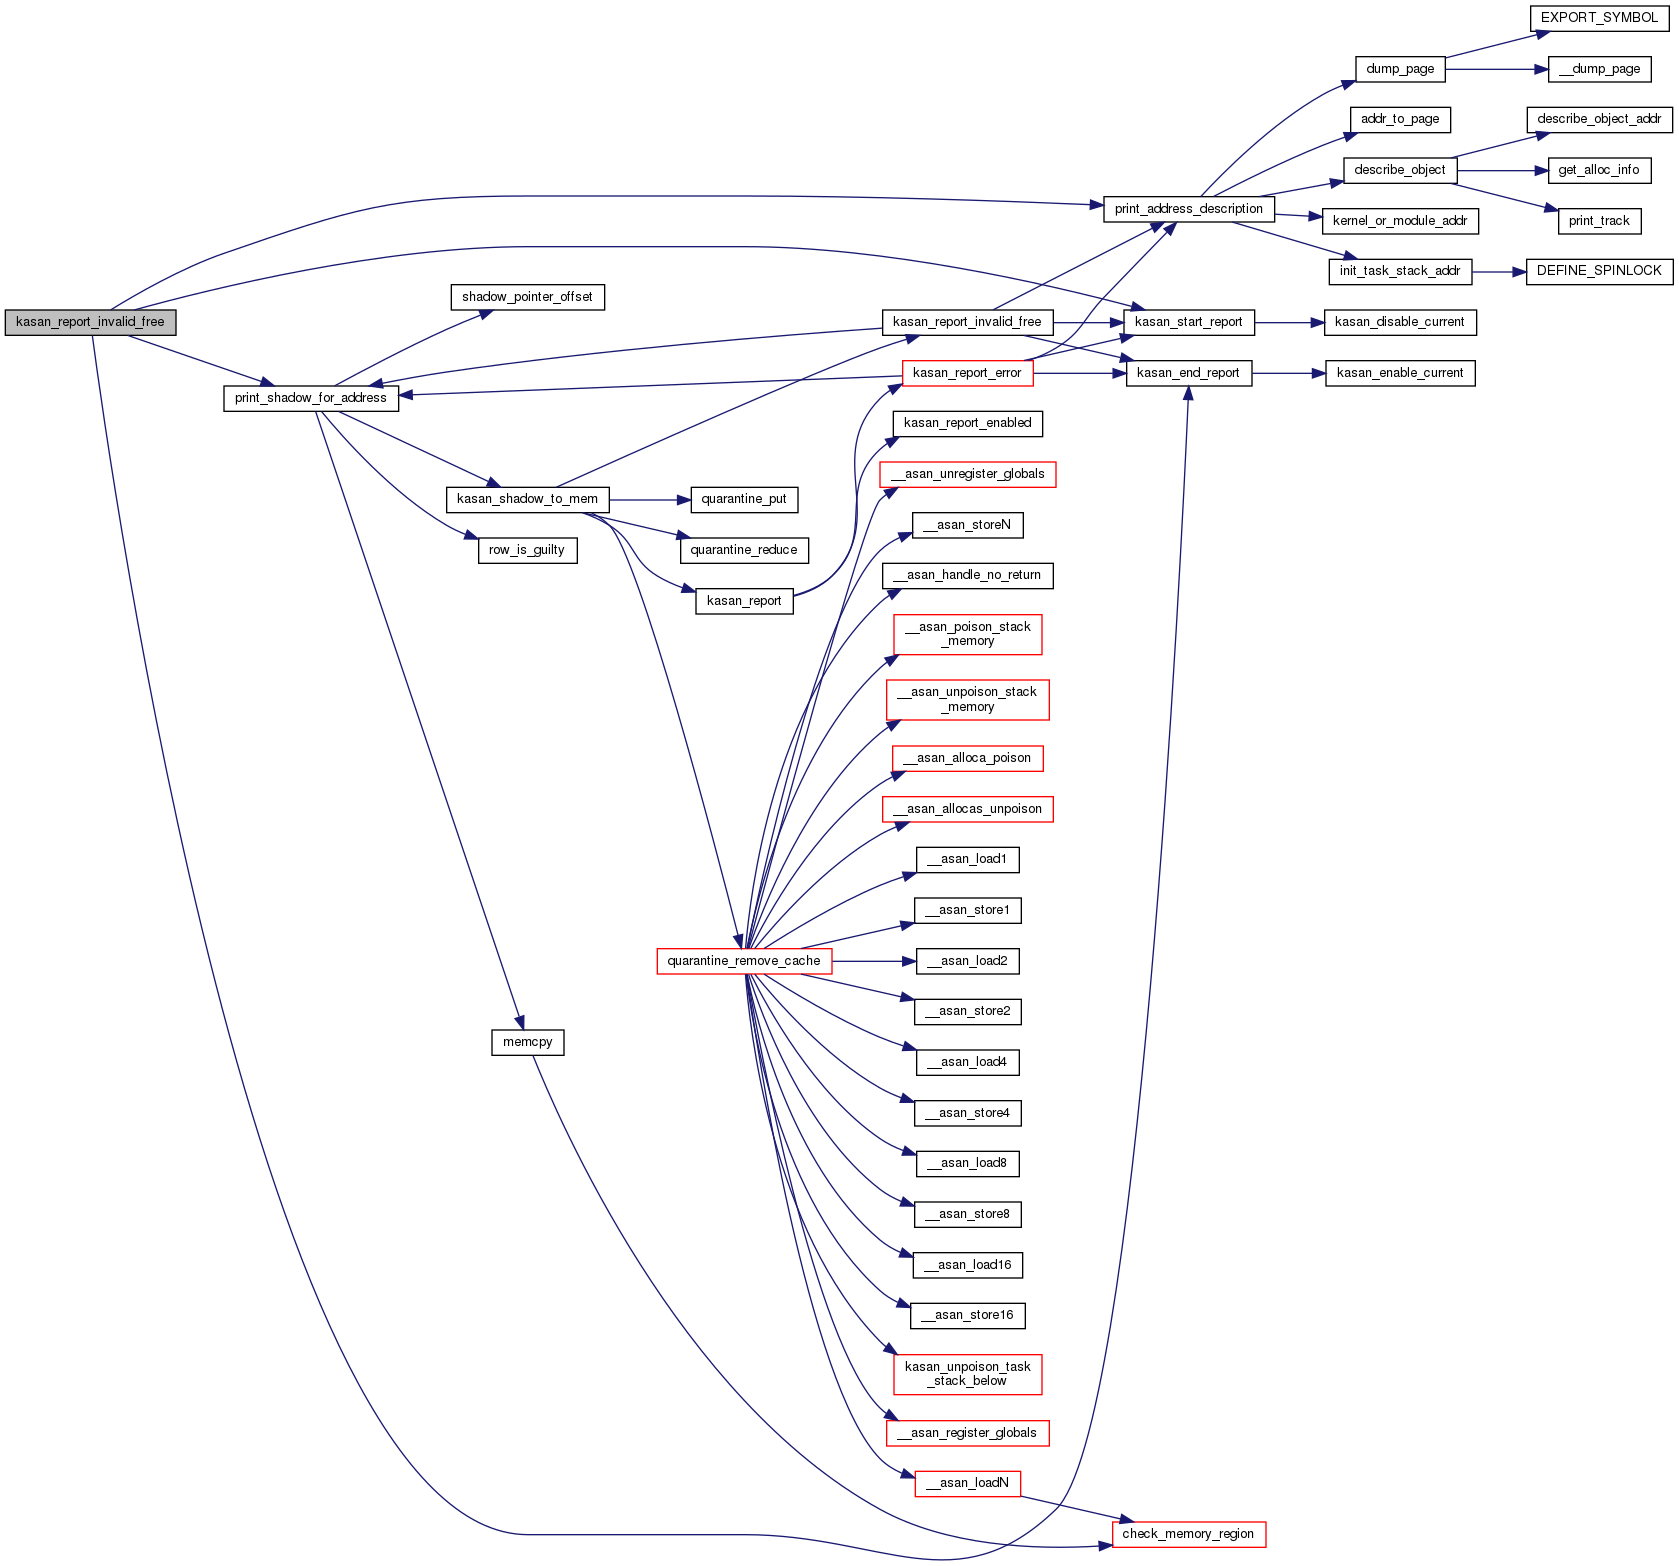 EXPORT_SYMBOL
dump_page
__dump_page
addr_to_page
describe_object_addr
describe_object
get_alloc_info
print_address_description
kernel_or_module_addr
print_track
init_task_stack_addr
DEFINE_SPINLOCK
shadow_pointer_offset
kasan_report_invalid_free
kasan_report_invalid_free
kasan_start_report
kasan_disable_current
kasan_report_error
kasan_end_report
kasan_enable_current
print_shadow_for_address
kasan_report_enabled
__asan_unregister_globals
kasan_shadow_to_mem
quarantine_put
__asan_storeN
row_is_guilty
quarantine_reduce
__asan_handle_no_return
kasan_report
__asan_poison_stack
_memory
__asan_unpoison_stack
_memory
__asan_alloca_poison
__asan_allocas_unpoison
__asan_load1
__asan_store1
quarantine_remove_cache
__asan_load2
__asan_store2
memcpy
__asan_load4
__asan_store4
__asan_load8
__asan_store8
__asan_load16
__asan_store16
kasan_unpoison_task
_stack_below
__asan_register_globals
__asan_loadN
check_memory_region